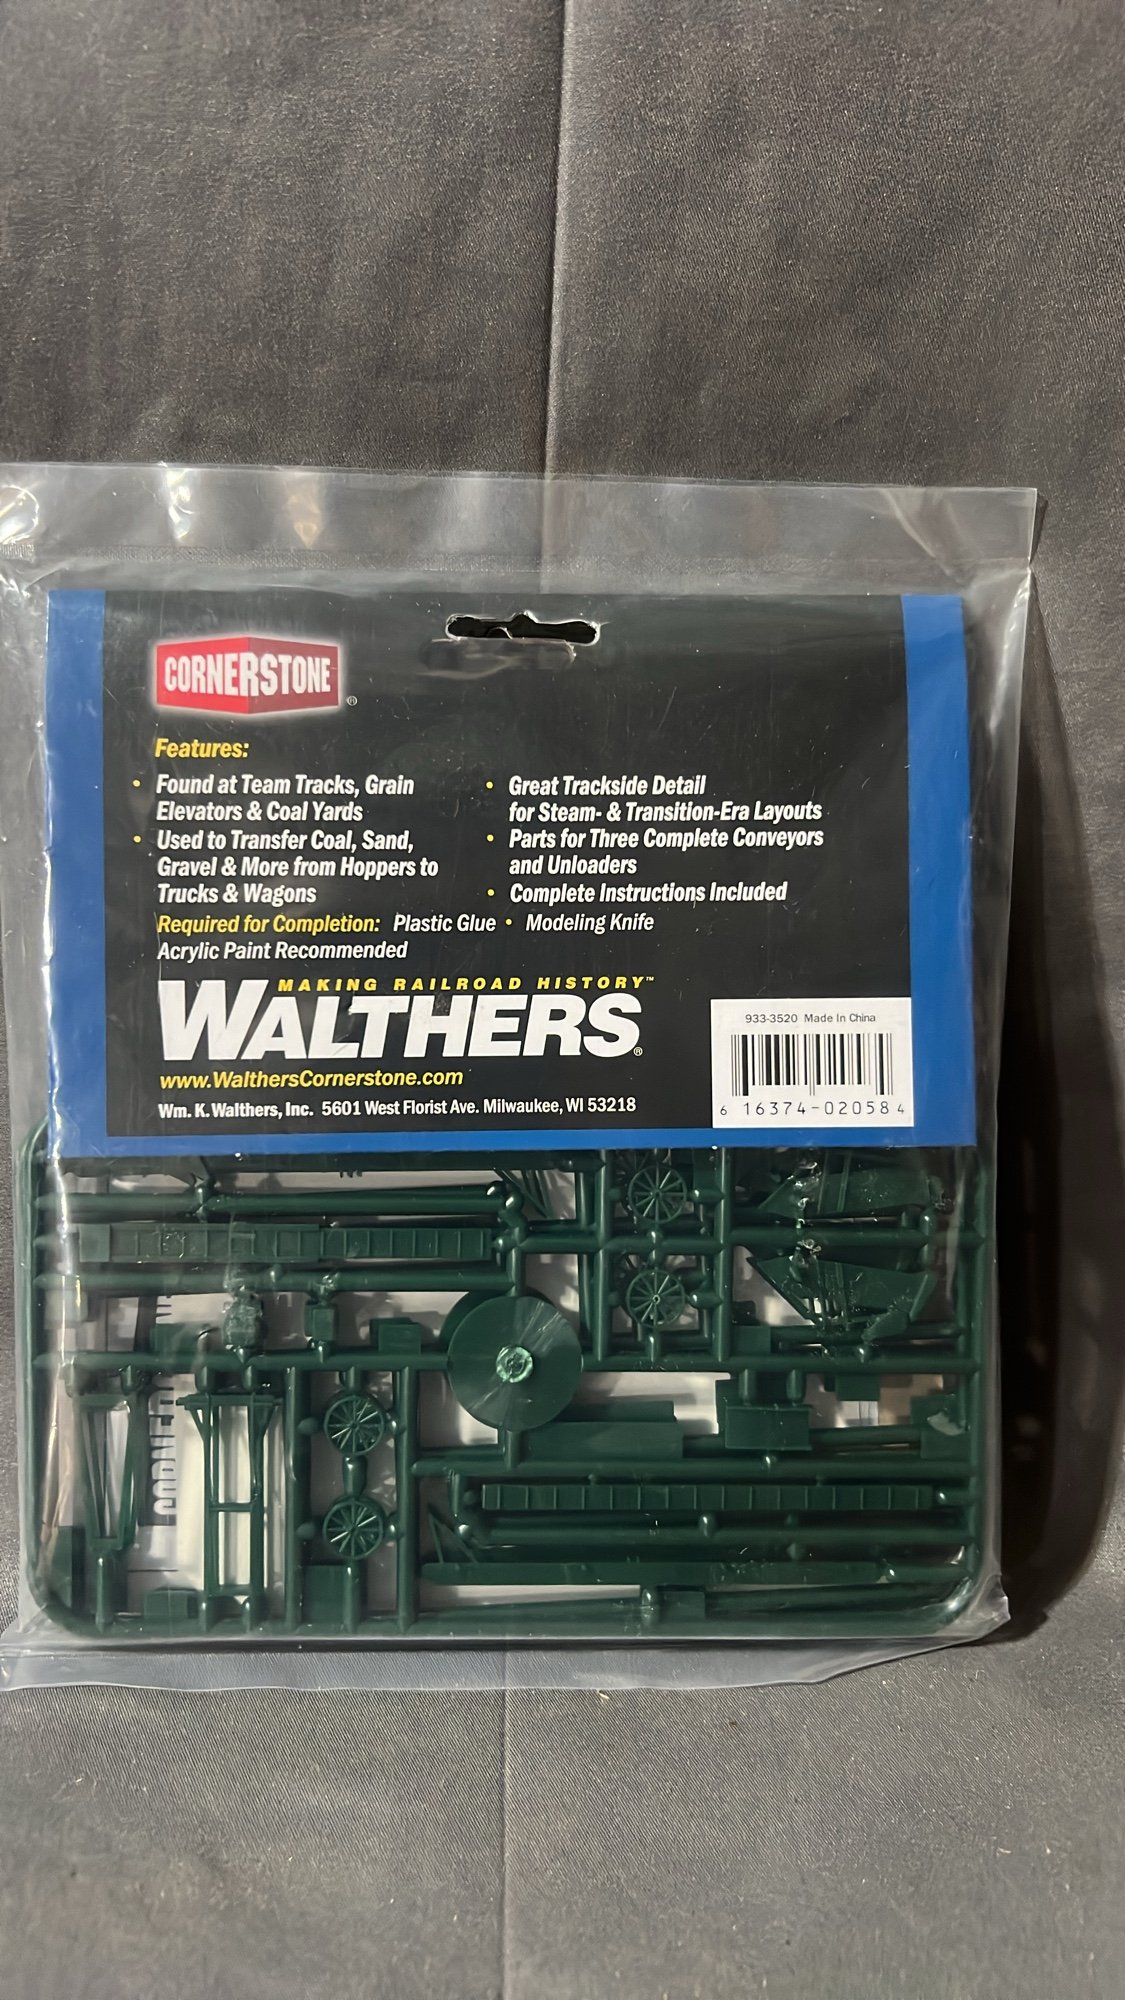 CORNERSTONE ®
Features:
• Found at Team Tracks, Grain
Elevators & Coal Yards
• Used to Transfer Coal, Sand,
Gravel & More from Hoppers to
Trucks & Wagons
• Great Trackside Detail
for Steam- & Transition-Era Layouts
• Parts for Three Complete Conveyors
and Unloaders
• Complete Instructions Included
Required for Completion: Plastic Glue • Modeling Knife
Acrylic Paint Recommended
MAKING RAILROAD HISTORY™
WALTHERS®
www.WalthersCornerstone.com
Wm. K. Walthers, Inc. 5601 West Florist Ave. Milwaukee, WI 53218
933-3520 Made In China
6 16374-02058 4